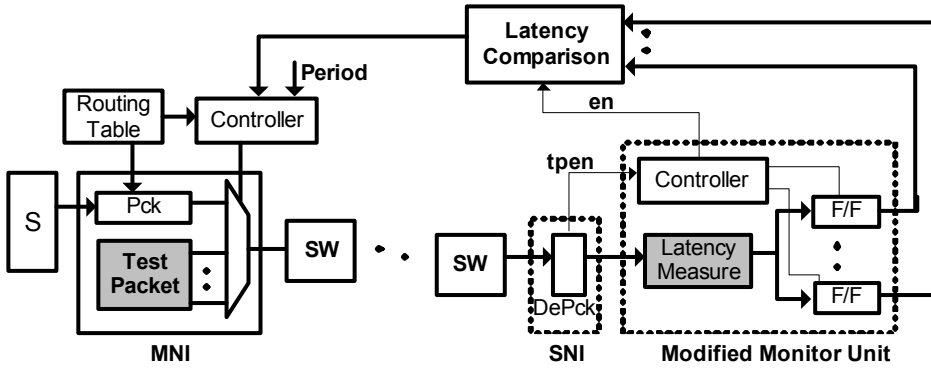 Latency
Comparison
Period
Routing
Table
Controller
en
tpen
Controller
S
Pck
F/F
Test
Packet
SW
SW
DePck
Latency
Measure
F/F
MNI
SNI
Modified Monitor Unit